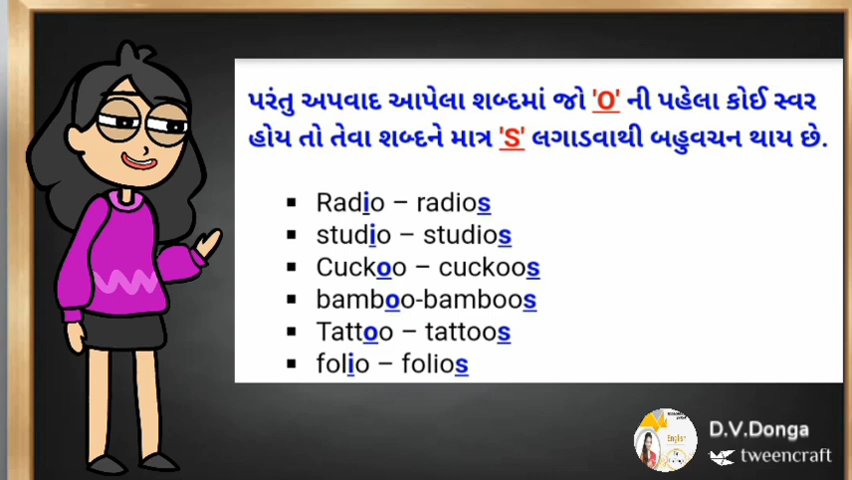 પરંતુ અપવાદ આપેલા શબ્દમાં જો 'O' ની પહેલા કોઈ સ્વર
હોય તો તેવા શબ્દને માત્ર 'S' લગાડવાથી બહુવચન થાય છે.
▪ Radio – radios
▪ studio – studios
▪ Cuckoo – cuckoos
▪ bamboo-bamboos
▪ Tattoo – tattoos
▪ folio – folios
English
D.V.Donga
tweencraft